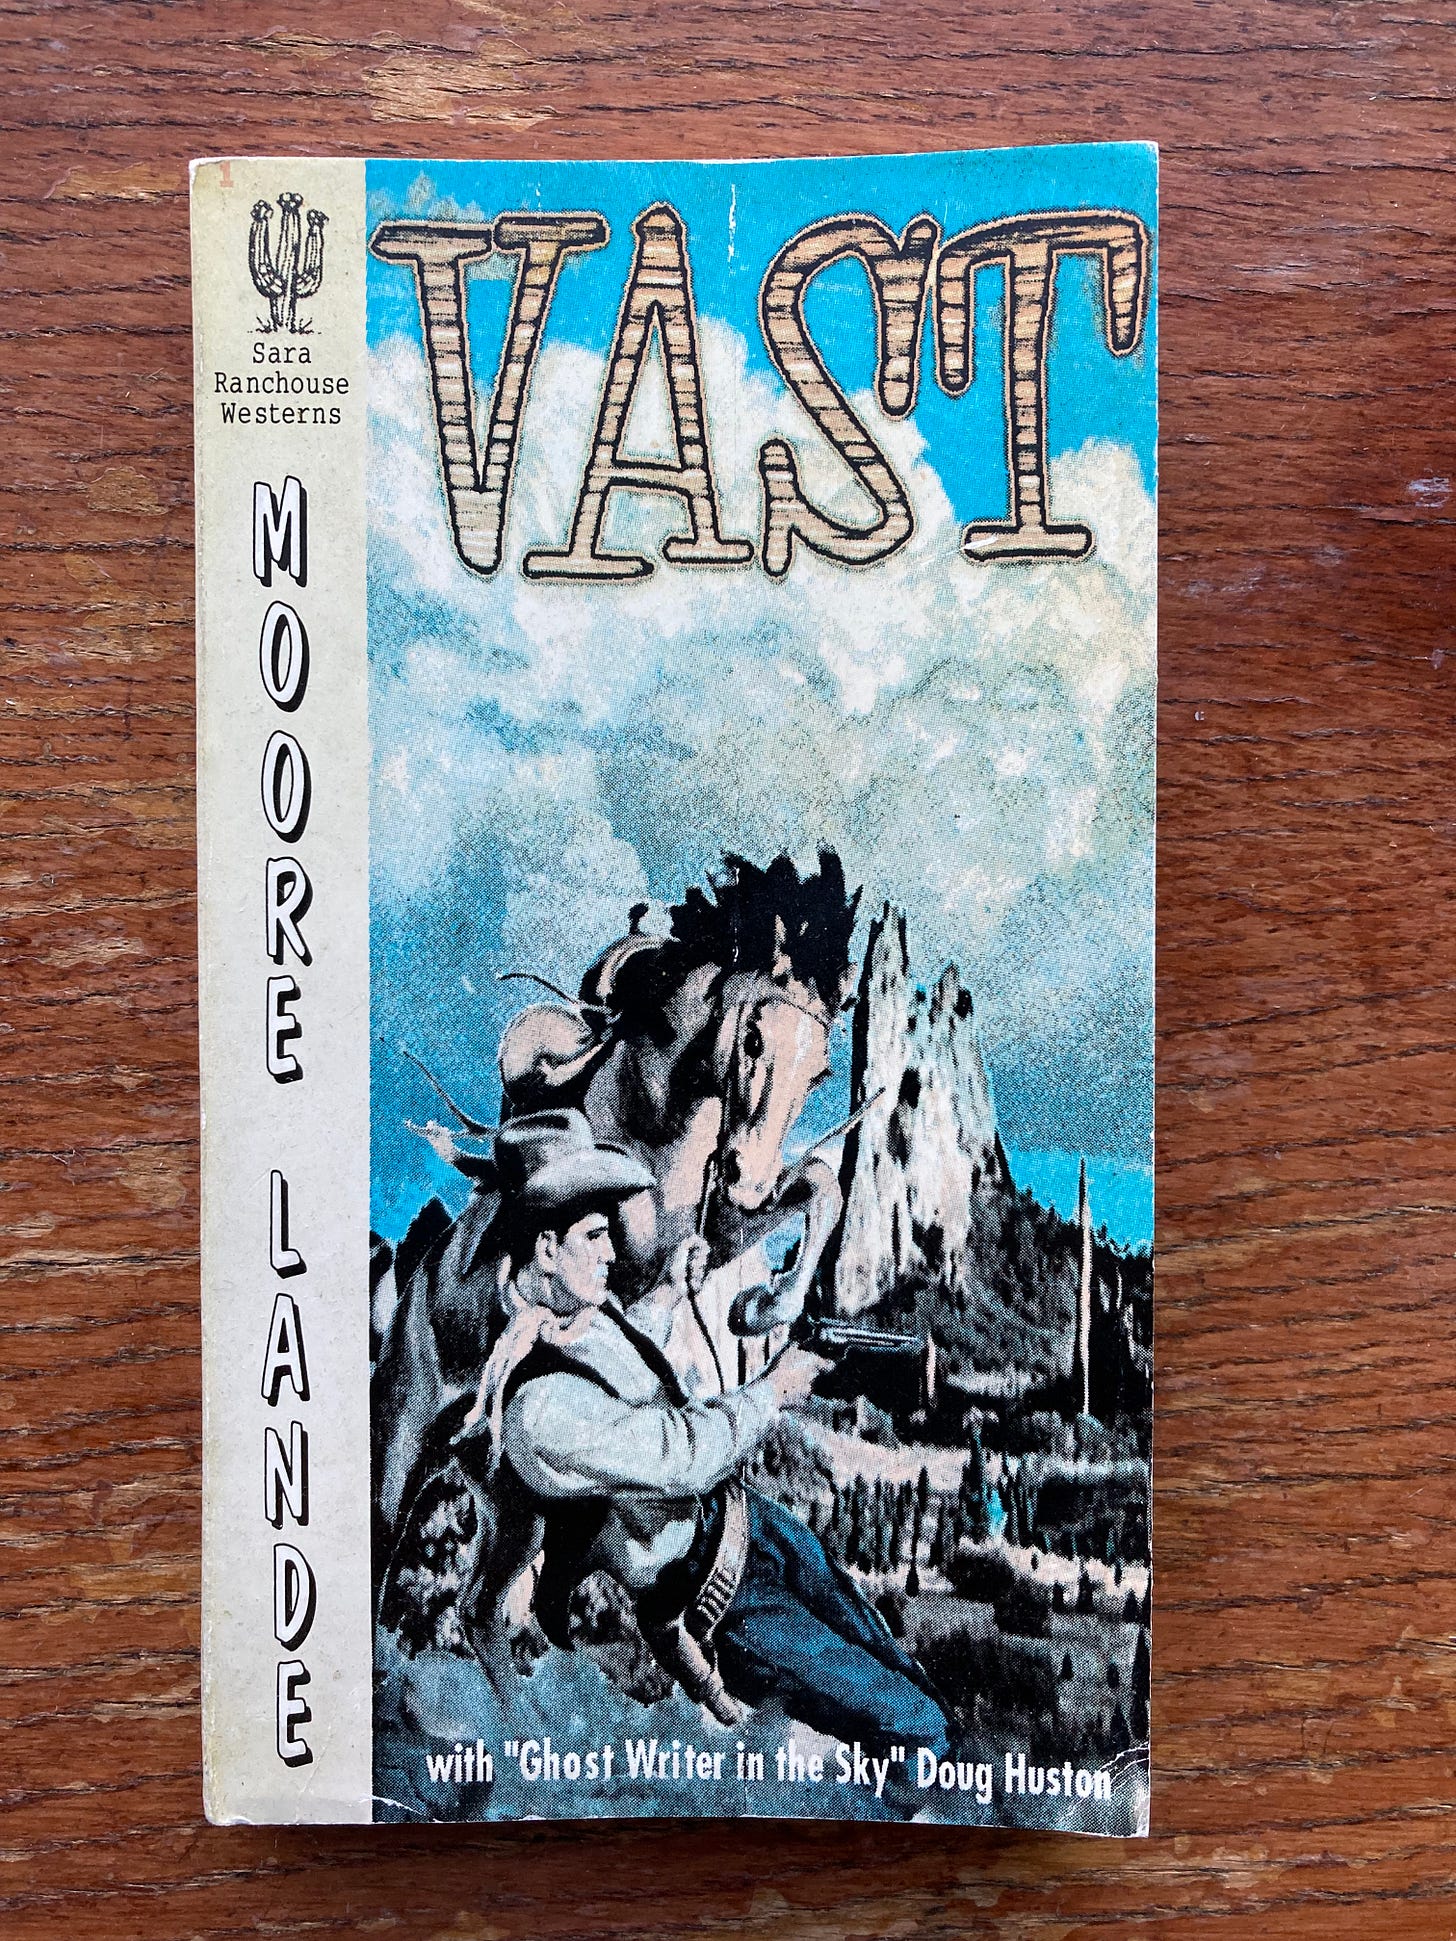 1
Sara
Ranchouse
Westerns
MOORE LANDE
VAST
with "Ghost Writer in the Sky" Doug Huston